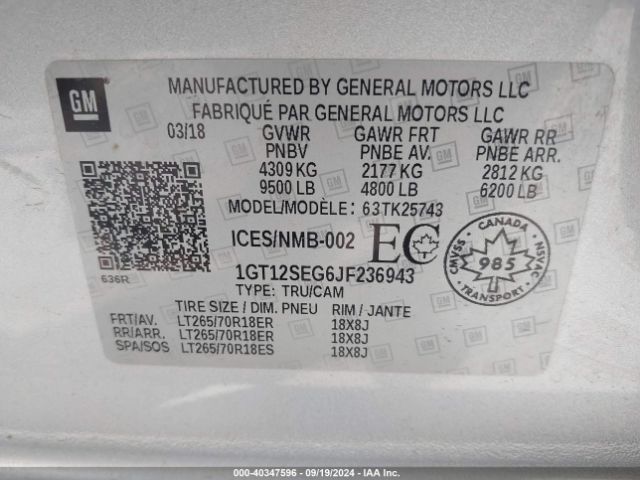 GM
MANUFACTURED BY GENERAL MOTORS LLC
FABRIQUÉ PAR GENERAL MOTORS LLC
03/18 GVWR GAWR FRT GAWR RR
PNBV PNBE AV. PNBE ARR.
4309 KG 2177 KG 2812 KG
9500 LB 4800 LB 6200 LB
MODEL/MODÈLE: 63TK25743
ICES/NMB-002 EC
CANADA
CMVSS 985 NSVAC
TRANSPORT
636R
1GT12SEG6JF236943
TYPE: TRU/CAM
TIRE SIZE / DIM. PNEU RIM / JANTE
FRT/AV. LT265/70R18ER 18X8J
RR/ARR. LT265/70R18ER 18X8J
SPA/SOS LT265/70R18ES 18X8J
000-40347596 - 09/19/2024 - IAA Inc.